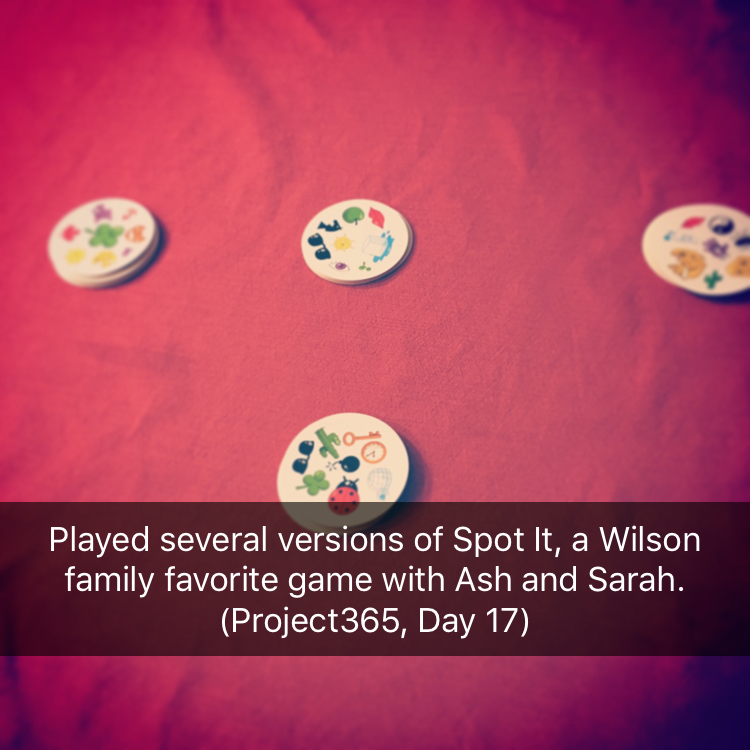 Played several versions of Spot It, a Wilson
family favorite game with Ash and Sarah.
(Project365, Day 17)